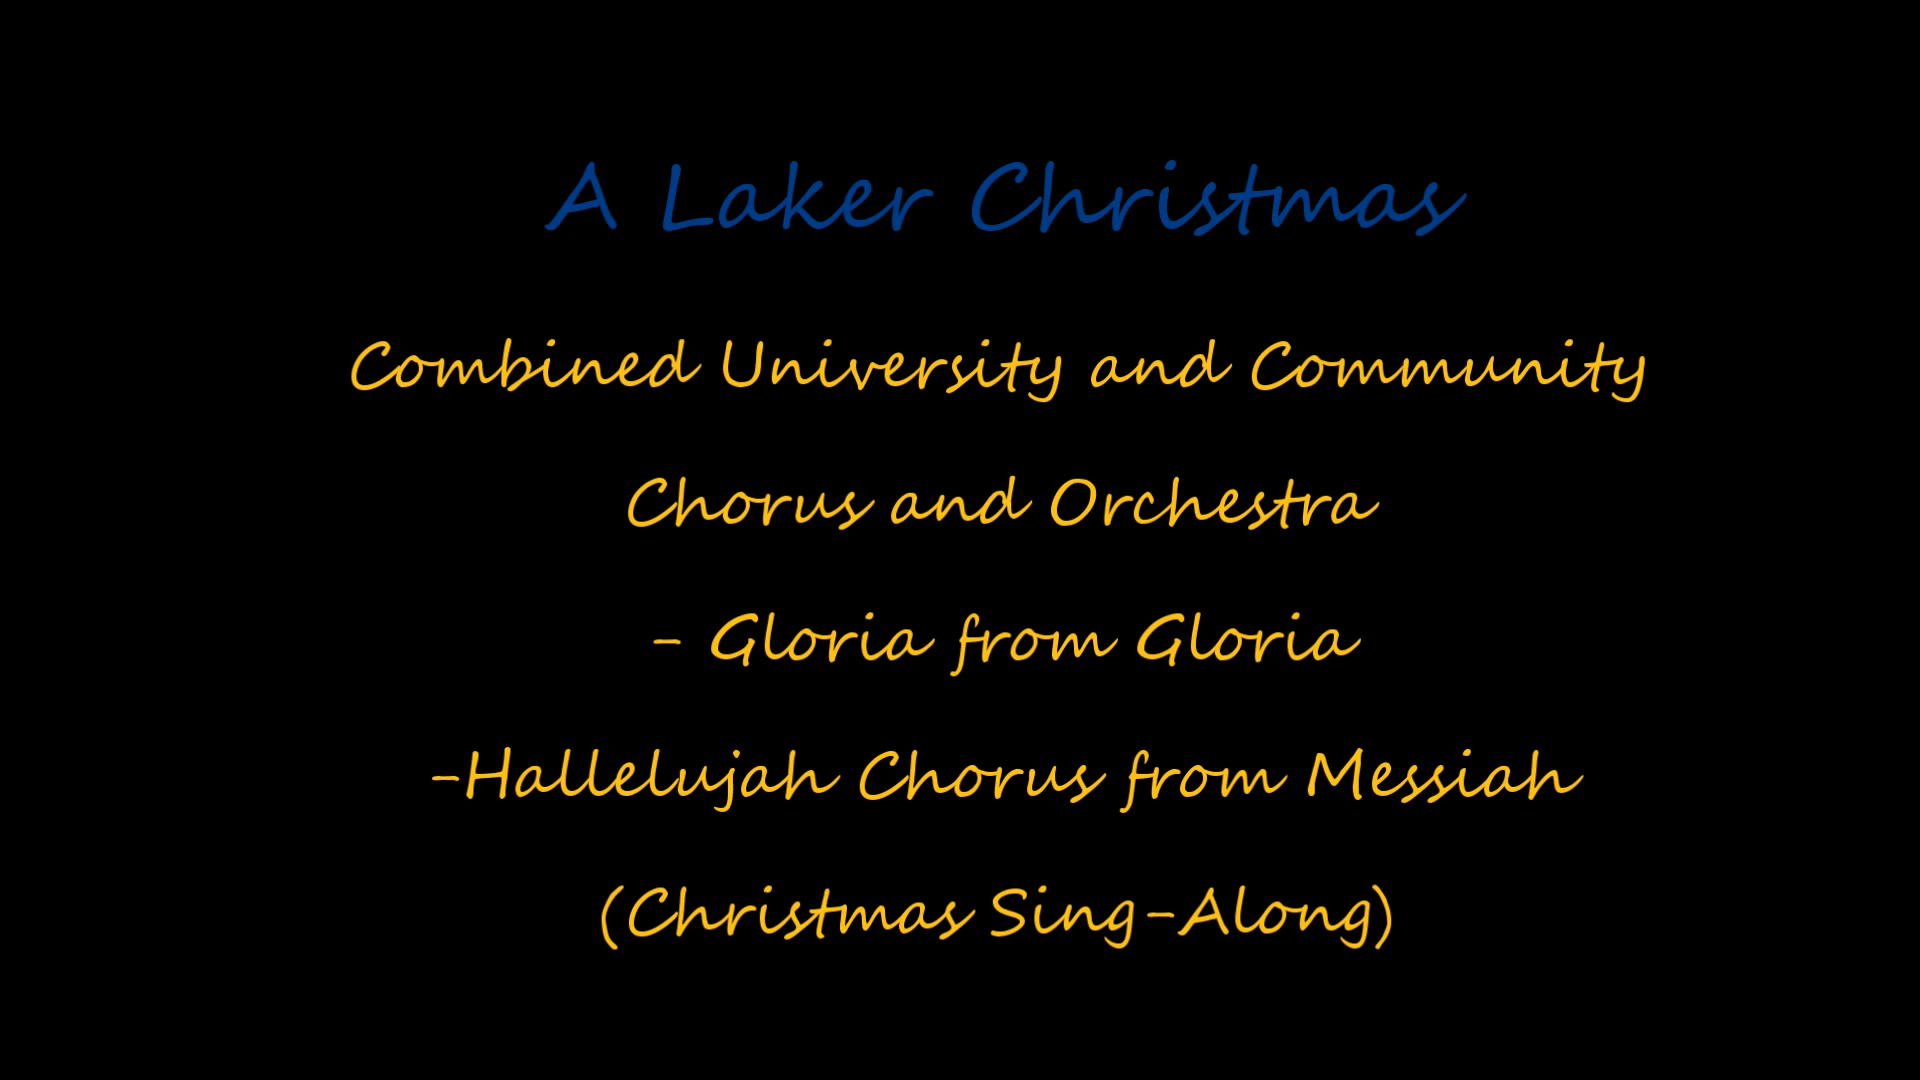 A Laker Christmas
Combined University and Community
Chorus and Orchestra
- Gloria from Gloria
-Hallelujah Chorus from Messiah
(Christmas Sing-Along)